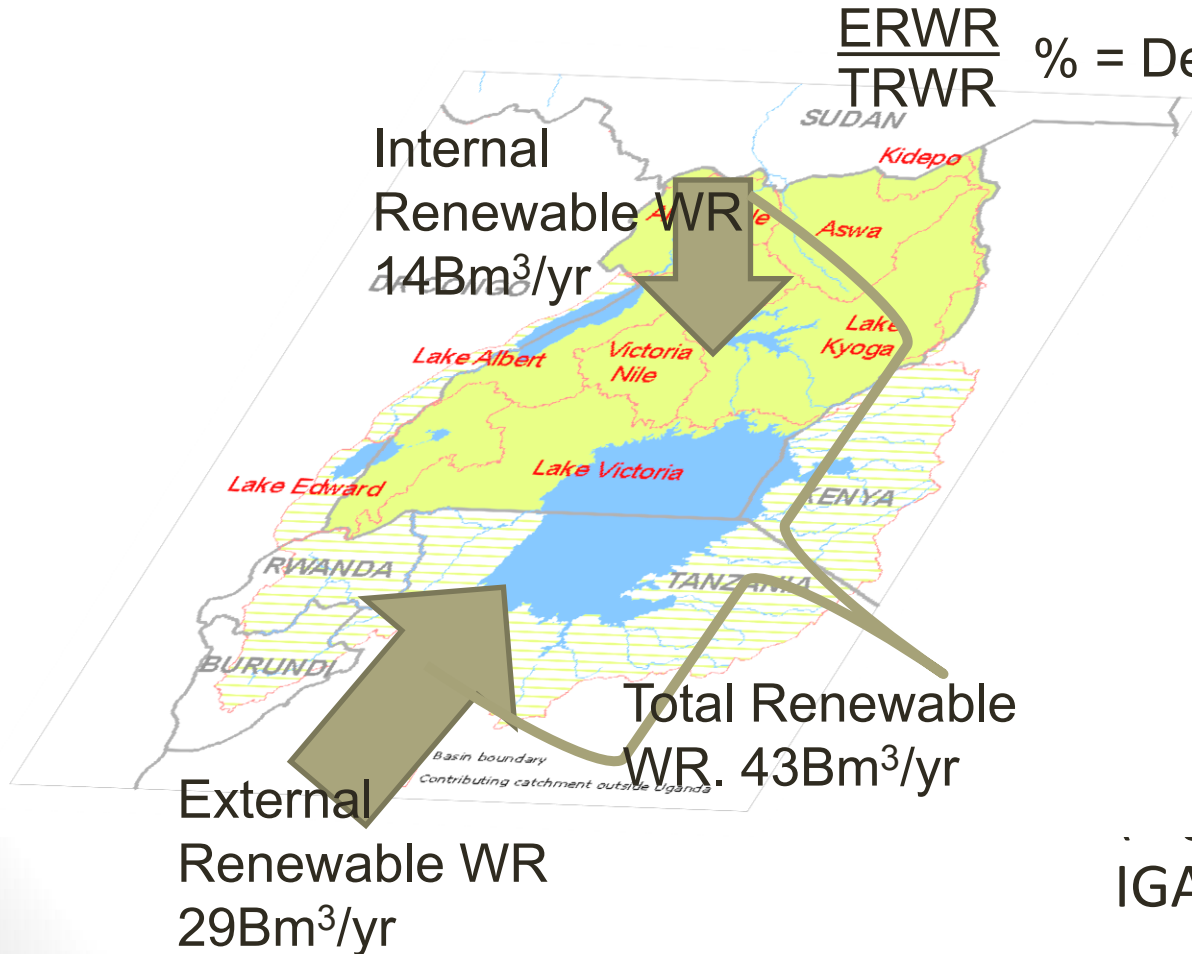 ERWR
TRWR
% = De
SUDAN
Kidepo
Internal
Renewable WR
14Bm³/yr
Aswa
DR CONGO
Lake
Kyoga
Lake Albert
Victoria
Nile
Lake Victoria
Lake Edward
KENYA
RWANDA
TANZANIA
BURUNDI
Total Renewable
WR. 43Bm³/yr
Basin boundary
Contributing catchment outside Uganda
External
Renewable WR
29Bm³/yr
IGA